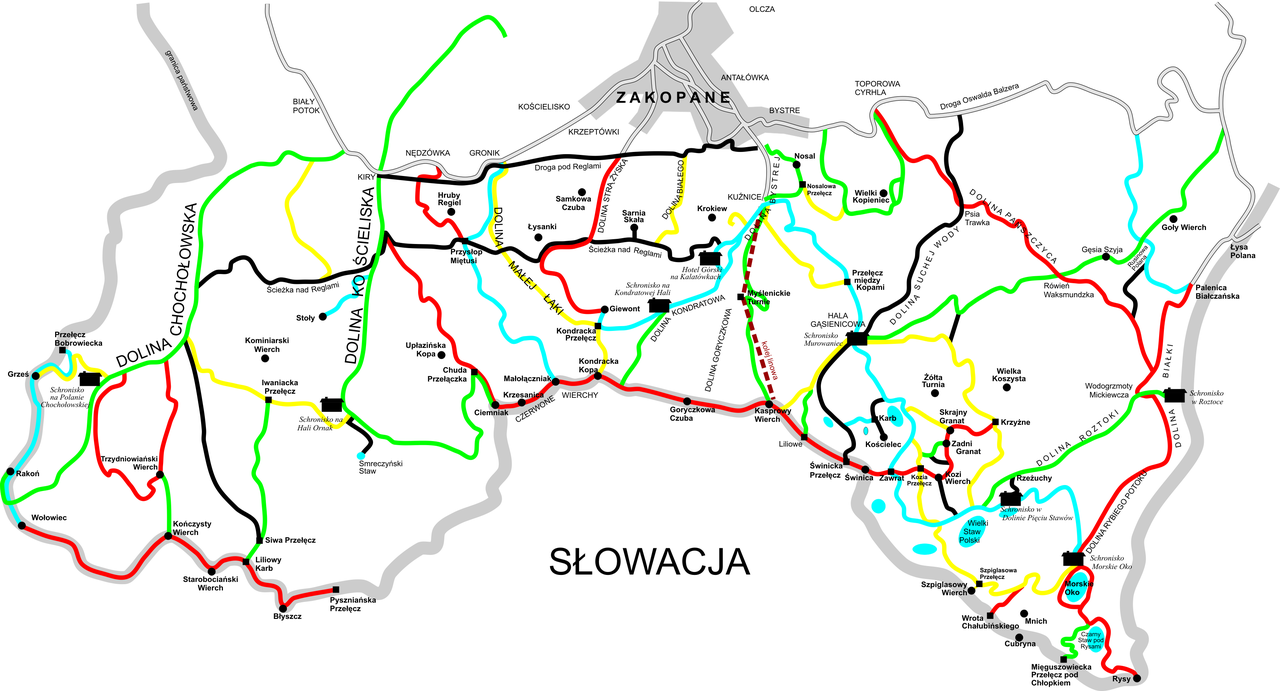 OLCZA
granica państwowa
ANTAŁÓWKA
TOPOROWA
CYRHLA
Droga Oswalda Balzera
BIAŁY
POTOK
ZAKOPANE
KOŚCIELISKO
BYSTRE
KRZEPTÓWKI
NĘDZÓWKA
GRONIK
Droga pod Reglami
KIRY
DOLINA STRĄŻYSKA
DOLINA BIAŁEGO
DOLINA BYSTREJ
Nosal
Nosalowa
Przełęcz
Wielki
Kopieniec
KUŹNICE
Hruby
Regiel
Samkowa
Czuba
Krokiew
Sarnia
Skała
Łysanki
DOLINA PAŃSZCZYCA
Psia
Trawka
Goły Wierch
Gęsia Szyja
Rusinowa
Polana
Łysa
Polana
Palenica
Białczańska
DOLINA CHOCHOŁOWSKA
DOLINA KOŚCIELISKA
DOLINA MAŁEJ ŁĄKI
Przysłop
Miętusi
Ścieżka nad Reglami
Hotel Górski
na Kalatówkach
Ścieżka nad Reglami
Schronisko na
Kondratowej Hali
Giewont
DOLINA KONDRATOWA
Myślenickie
Turnie
Przełęcz
między
Kopami
DOLINA SUCHEJ WODY
Rówień
Waksmundzka
Stoły
HALA
GĄSIENICOWA
Schronisko
Murowaniec
Przełęcz
Bobrowiecka
Kominiarski
Wierch
Upłazińska
Kopa
Kondracka
Przełęcz
Kondracka
Kopa
DOLINA GORYCZKOWA
kolej linowa
DOLINA BIAŁKI
Grześ
Schronisko
na Polanie
Chochołowskiej
Iwaniacka
Przełęcz
Chuda
Przełączka
Małołączniak
Krzesanica
Ciemniak
CZERWONE WIERCHY
Żółta
Turnia
Wielka
Koszysta
Wodogrzmoty
Mickiewicza
Schronisko
w Roztoce
Schronisko na
Hali Ornak
Goryczkowa
Czuba
Kasprowy
Wierch
Karb
Skrajny
Granat
Krzyżne
Kościelec
Liliowe
Zadni
Granat
DOLINA ROZTOKI
Smreczyński
Staw
Trzydniowiański
Wierch
Rakoń
Świnicka
Przełęcz
Świnica
Zawrat
Kozia
Przełęcz
Kozi
Wierch
Rzeżuchy
Schronisko w
Dolinie Pięciu Stawów
DOLINA RYBIEGO POTOKU
Wołowiec
Kończysty
Wierch
Siwa Przełęcz
Wielki
Staw
Polski
Liliowy
Karb
Starobociański
Wierch
SŁOWACJA
Schronisko
Morskie Oko
Szpiglasowa
Przełęcz
Szpiglasowy
Wierch
Morskie
Oko
Pyszniańska
Przełęcz
Błyszcz
Wrota
Chałubińskiego
Mnich
Cubryna
Czarny
Staw pod
Rysami
Mięguszowiecka
Przełęcz pod
Chłopkiem
Rysy